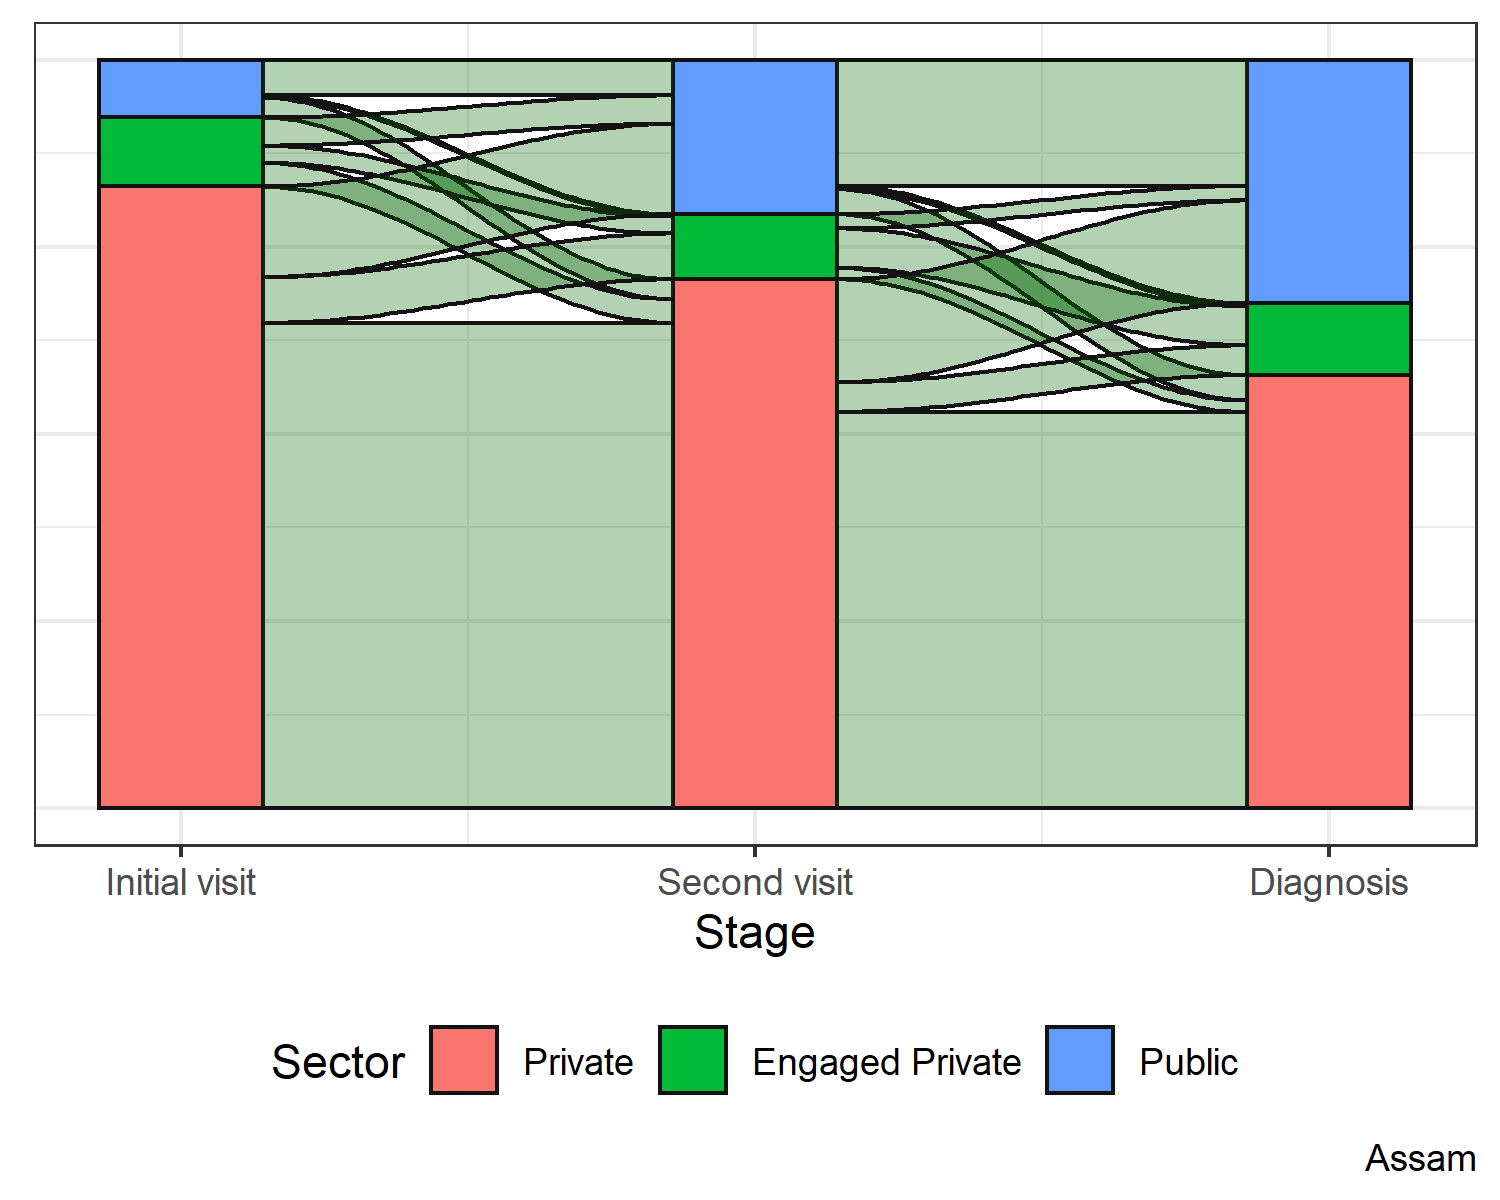 Initial visit Second visit Diagnosis
Stage
Sector Private Engaged Private Public
Assam